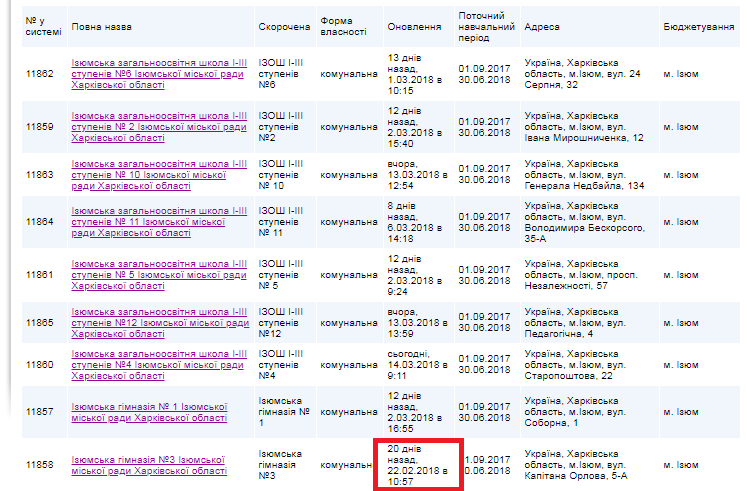 № у системі Повна назва Скорочена Форма власності Оновлення Поточний навчальний період Адреса Бюджетування
11862 Ізюмська загальноосвітня школа І-ІІІ ступенів №6 Ізюмської міської ради Харківської області ІЗОШ І-ІІІ ступенів №6 комунальна 13 днів назад, 1.03.2018 в 10:15 01.09.2017 30.06.2018 Україна, Харківська область, м.Ізюм, вул. 24 Серпня, 32 м. Ізюм
11859 Ізюмська загальноосвітня школа І-ІІІ ступенів № 2 Ізюмської міської ради Харківської області ІЗОШ І-ІІІ ступенів №2 комунальна 12 днів назад, 2.03.2018 в 15:40 01.09.2017 30.06.2018 Україна, Харківська область, м.Ізюм, вул. Івана Мирошниченка, 12 м. Ізюм
11863 Ізюмська загальноосвітня школа І-ІІІ ступенів № 10 Ізюмської міської ради Харківської області ІЗОШ І-ІІІ ступенів № 10 комунальна вчора, 13.03.2018 в 12:54 01.09.2017 30.06.2018 Україна, Харківська область, м.Ізюм, вул. Генерала Недбайла, 134 м. Ізюм
11864 Ізюмська загальноосвітня школа І-ІІІ ступенів № 11 Ізюмської міської ради Харківської області ІЗОШ І-ІІІ ступенів № 11 комунальна 8 днів назад, 6.03.2018 в 14:18 01.09.2017 30.06.2018 Україна, Харківська область, м.Ізюм, вул. Володимира Бескорсого, 35-А м. Ізюм
11861 Ізюмська загальноосвітня школа І-ІІІ ступенів № 5 Ізюмської міської ради Харківської області ІЗОШ І-ІІІ ступенів № 5 комунальна 12 днів назад, 2.03.2018 в 9:24 01.09.2017 30.06.2018 Україна, Харківська область, м.Ізюм, просп. Незалежності, 57 м. Ізюм
11865 Ізюмська загальноосвітня школа І-ІІІ ступенів №12 Ізюмської міської ради Харківської області ІЗОШ І-ІІІ ступенів №12 комунальна вчора, 13.03.2018 в 13:59 01.09.2017 30.06.2018 Україна, Харківська область, м.Ізюм, вул. Педагогічна, 4 м. Ізюм
11860 Ізюмська загальноосвітня школа І-ІІІ ступенів №4 Ізюмської міської ради Харківської області ІЗОШ І-ІІІ ступенів №4 комунальна сьогодні, 14.03.2018 в 9:11 01.09.2017 30.06.2018 Україна, Харківська область, м.Ізюм, вул. Старопоштова, 22 м. Ізюм
11857 Ізюмська гімназія № 1 Ізюмської міської ради Харківської області Ізюмська гімназія № 1 комунальна 12 днів назад, 2.03.2018 в 16:55 01.09.2017 30.06.2018 Україна, Харківська область, м.Ізюм, вул. Соборна, 1 м. Ізюм
11858 Ізюмська гімназія №3 Ізюмської міської ради Харківської області Ізюмська гімназія №3 комунальн 20 днів назад, 22.02.2018 в 10:57 1.09.2017 0.06.2018 Україна, Харківська область, м.Ізюм, вул. Капітана Орлова, 5-А м. Ізюм